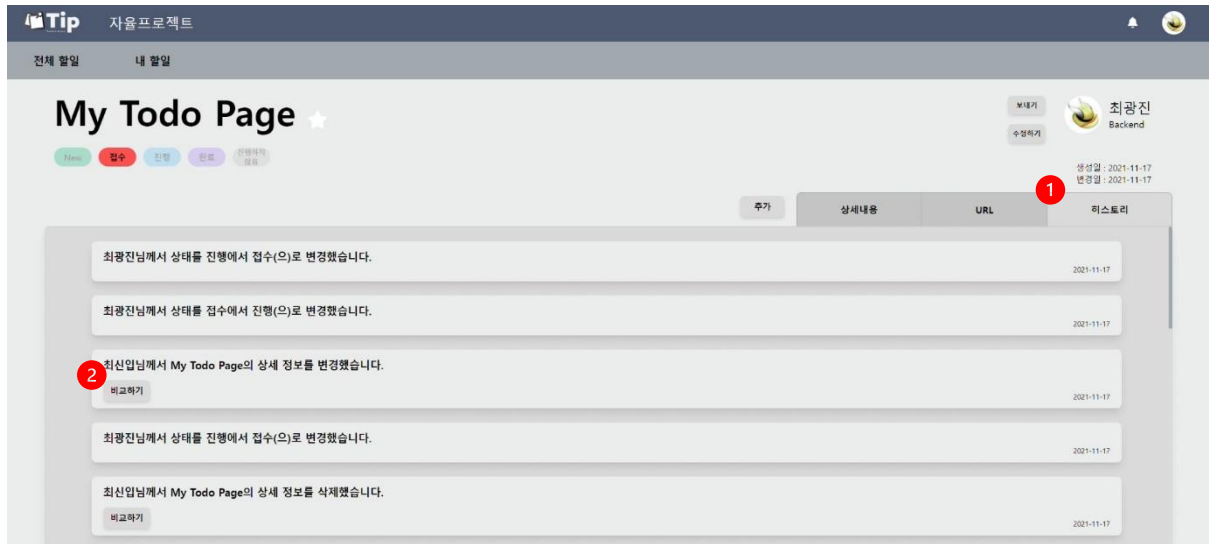 Tip 자율프로젝트
전체 할일 내 할일
My Todo Page
보내기
수정하기
최광진
Backend
New 접수 진행 완료 진행하지 않음
생성일 : 2021-11-17
변경일 : 2021-11-17
1
추가 상세내용 URL 히스토리
최광진님께서 상태를 진행에서 접수(으)로 변경했습니다.
2021-11-17
최광진님께서 상태를 접수에서 진행(으)로 변경했습니다.
2021-11-17
최신입님께서 My Todo Page의 상세 정보를 변경했습니다.
2
비교하기
2021-11-17
최광진님께서 상태를 진행에서 접수(으)로 변경했습니다.
2021-11-17
최신입님께서 My Todo Page의 상세 정보를 삭제했습니다.
비교하기
2021-11-17